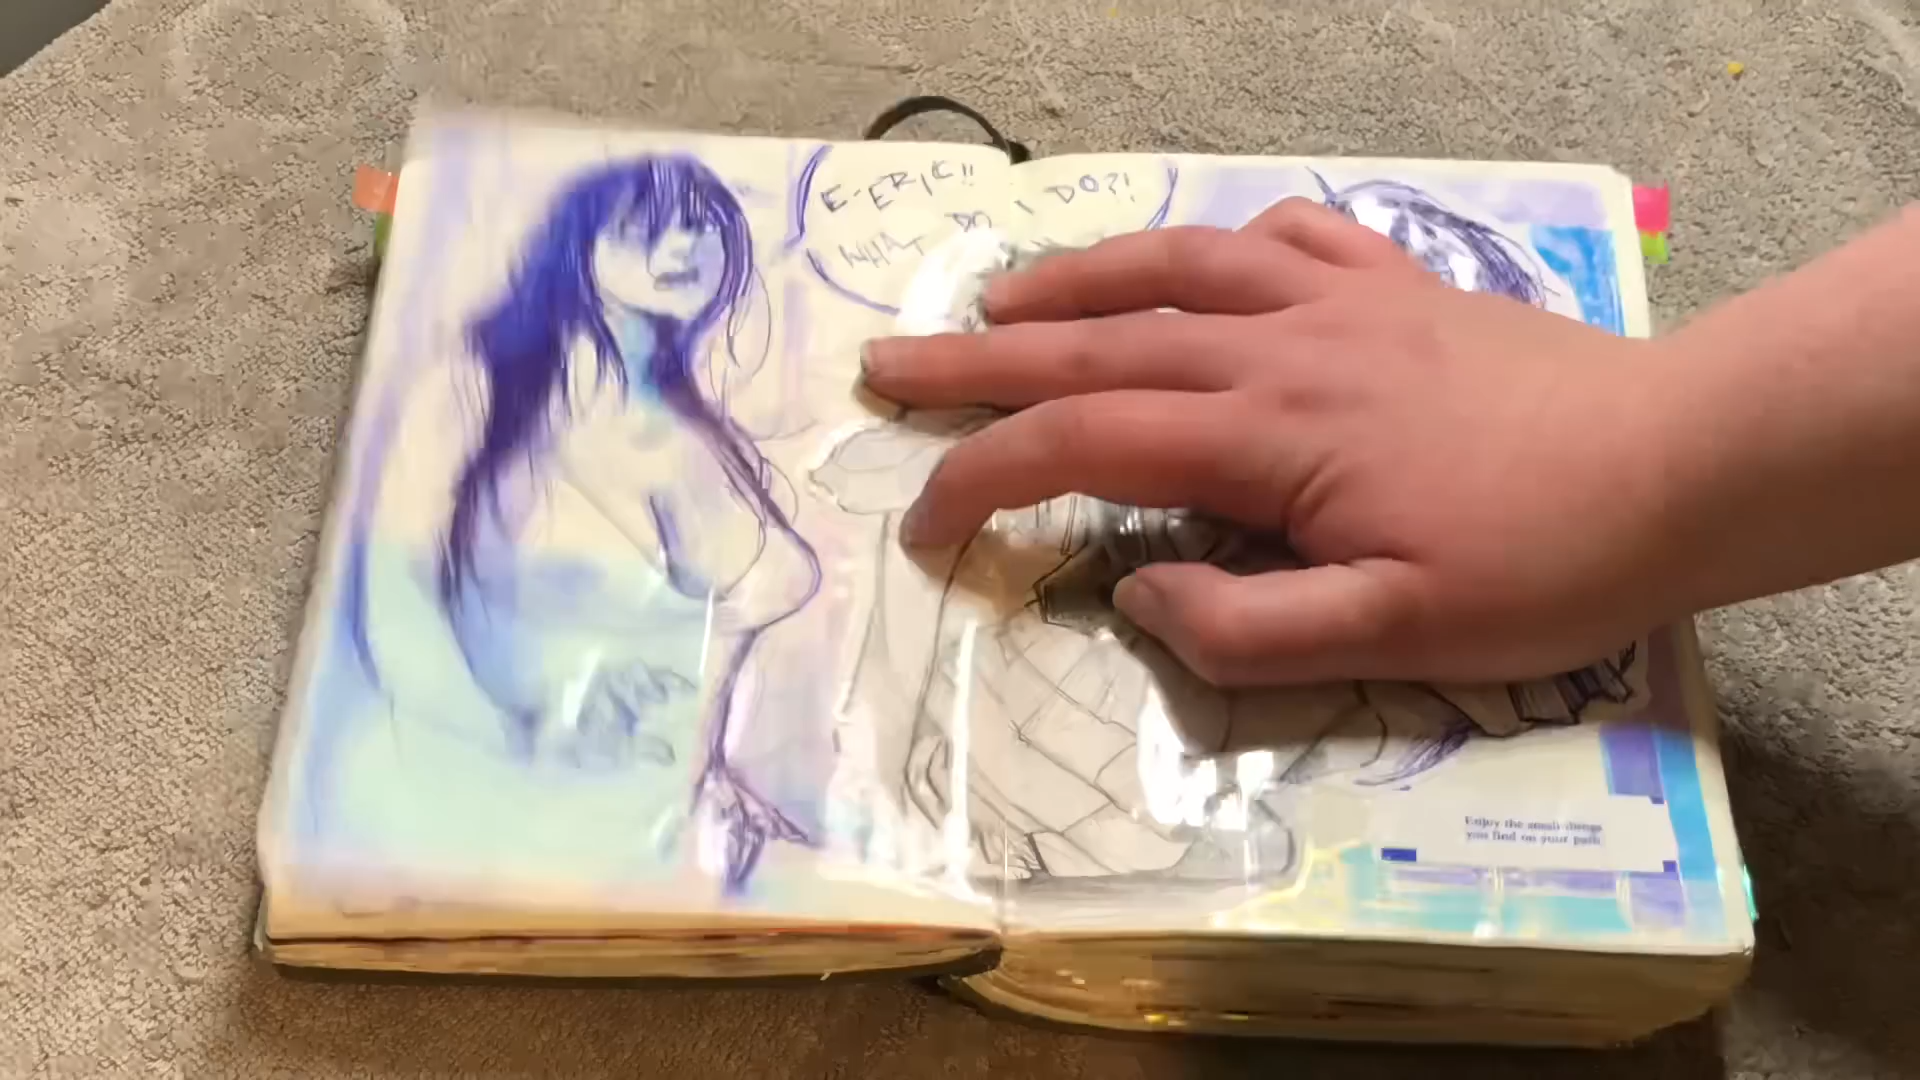 E-ERIC!!
WHAT DO I DO?!
Enjoy the small things
you find on your path